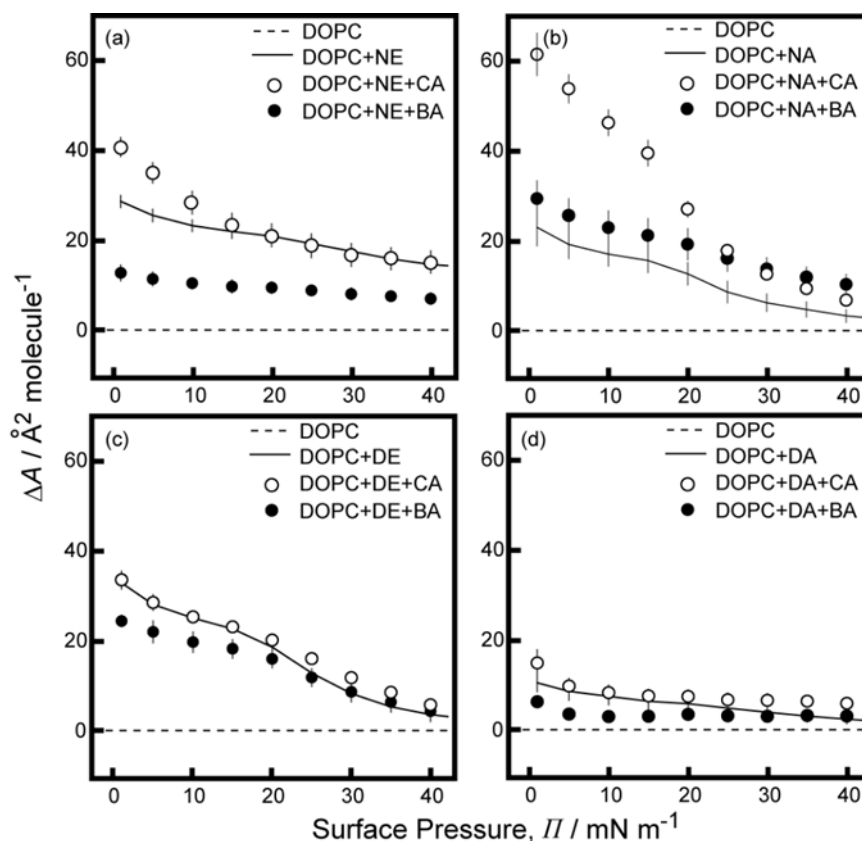 (a)
DOPC
DOPC+NE
DOPC+NE+CA
DOPC+NE+BA
60
40
20
0
0 10 20 30 40
(b)
DOPC
DOPC+NA
DOPC+NA+CA
DOPC+NA+BA
60
40
20
0
0 10 20 30 40
(c)
DOPC
DOPC+DE
DOPC+DE+CA
DOPC+DE+BA
60
40
20
0
0 10 20 30 40
(d)
DOPC
DOPC+DA
DOPC+DA+CA
DOPC+DA+BA
60
40
20
0
0 10 20 30 40
ΔA / Å² molecule⁻¹
Surface Pressure, Π / mN m⁻¹